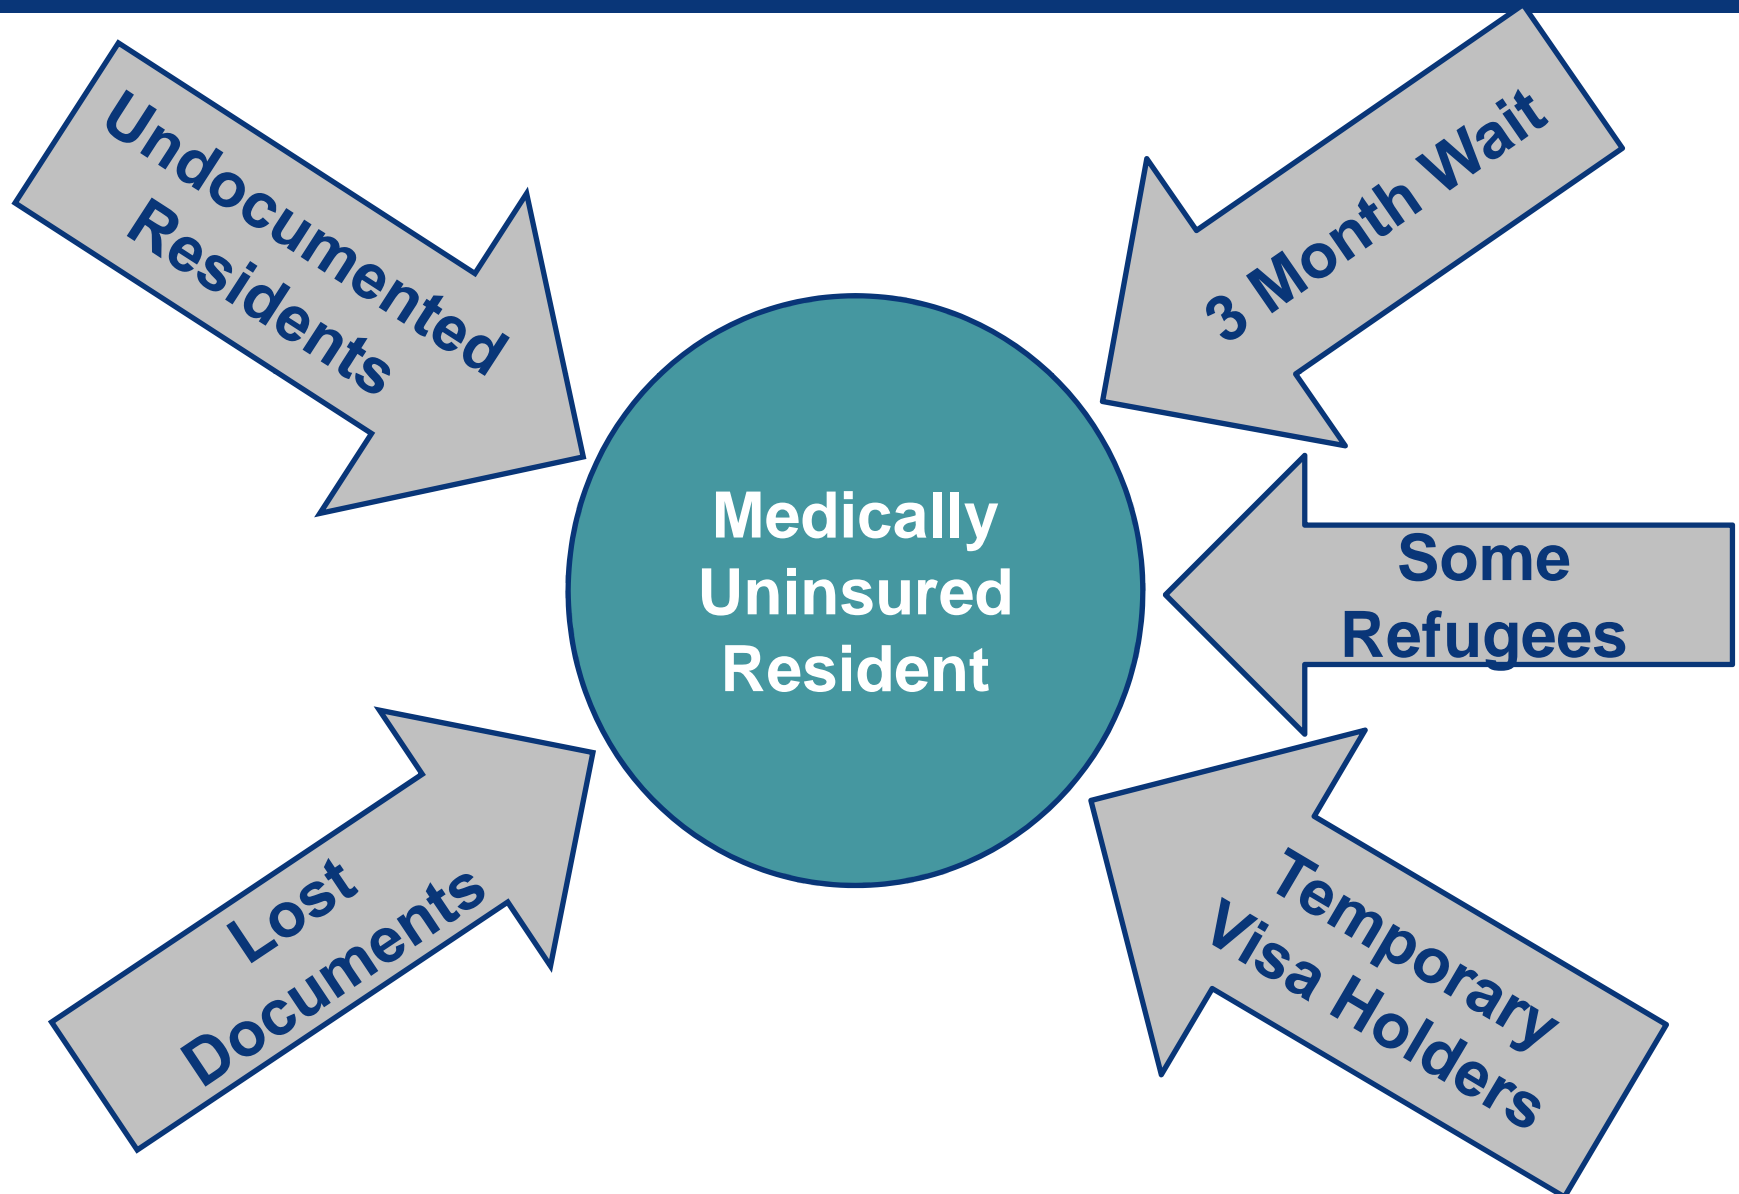 Undocumented
Residents
3 Month Wait
Medically
Uninsured
Resident
Some
Refugees
Lost
Documents
Temporary
Visa Holders